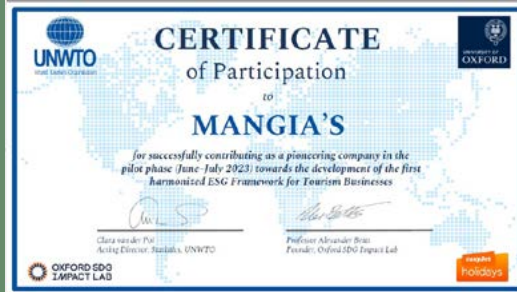 UNWTO
World Tourism Organization
UNIVERSITY OF
OXFORD
CERTIFICATE
of Participation
to
MANGIA'S
for successfully contributing as a pioneering company in the
pilot phase (June-July 2023) towards the development of the first
harmonized ESG Framework for Tourism Businesses
Clara van der Pol
Acting Director, Statistics, UNWTO
Professor Alexander Betts
Founder, Oxford SDG Impact Lab
OXFORD SDG
IMPACT LAB
easyJet
holidays